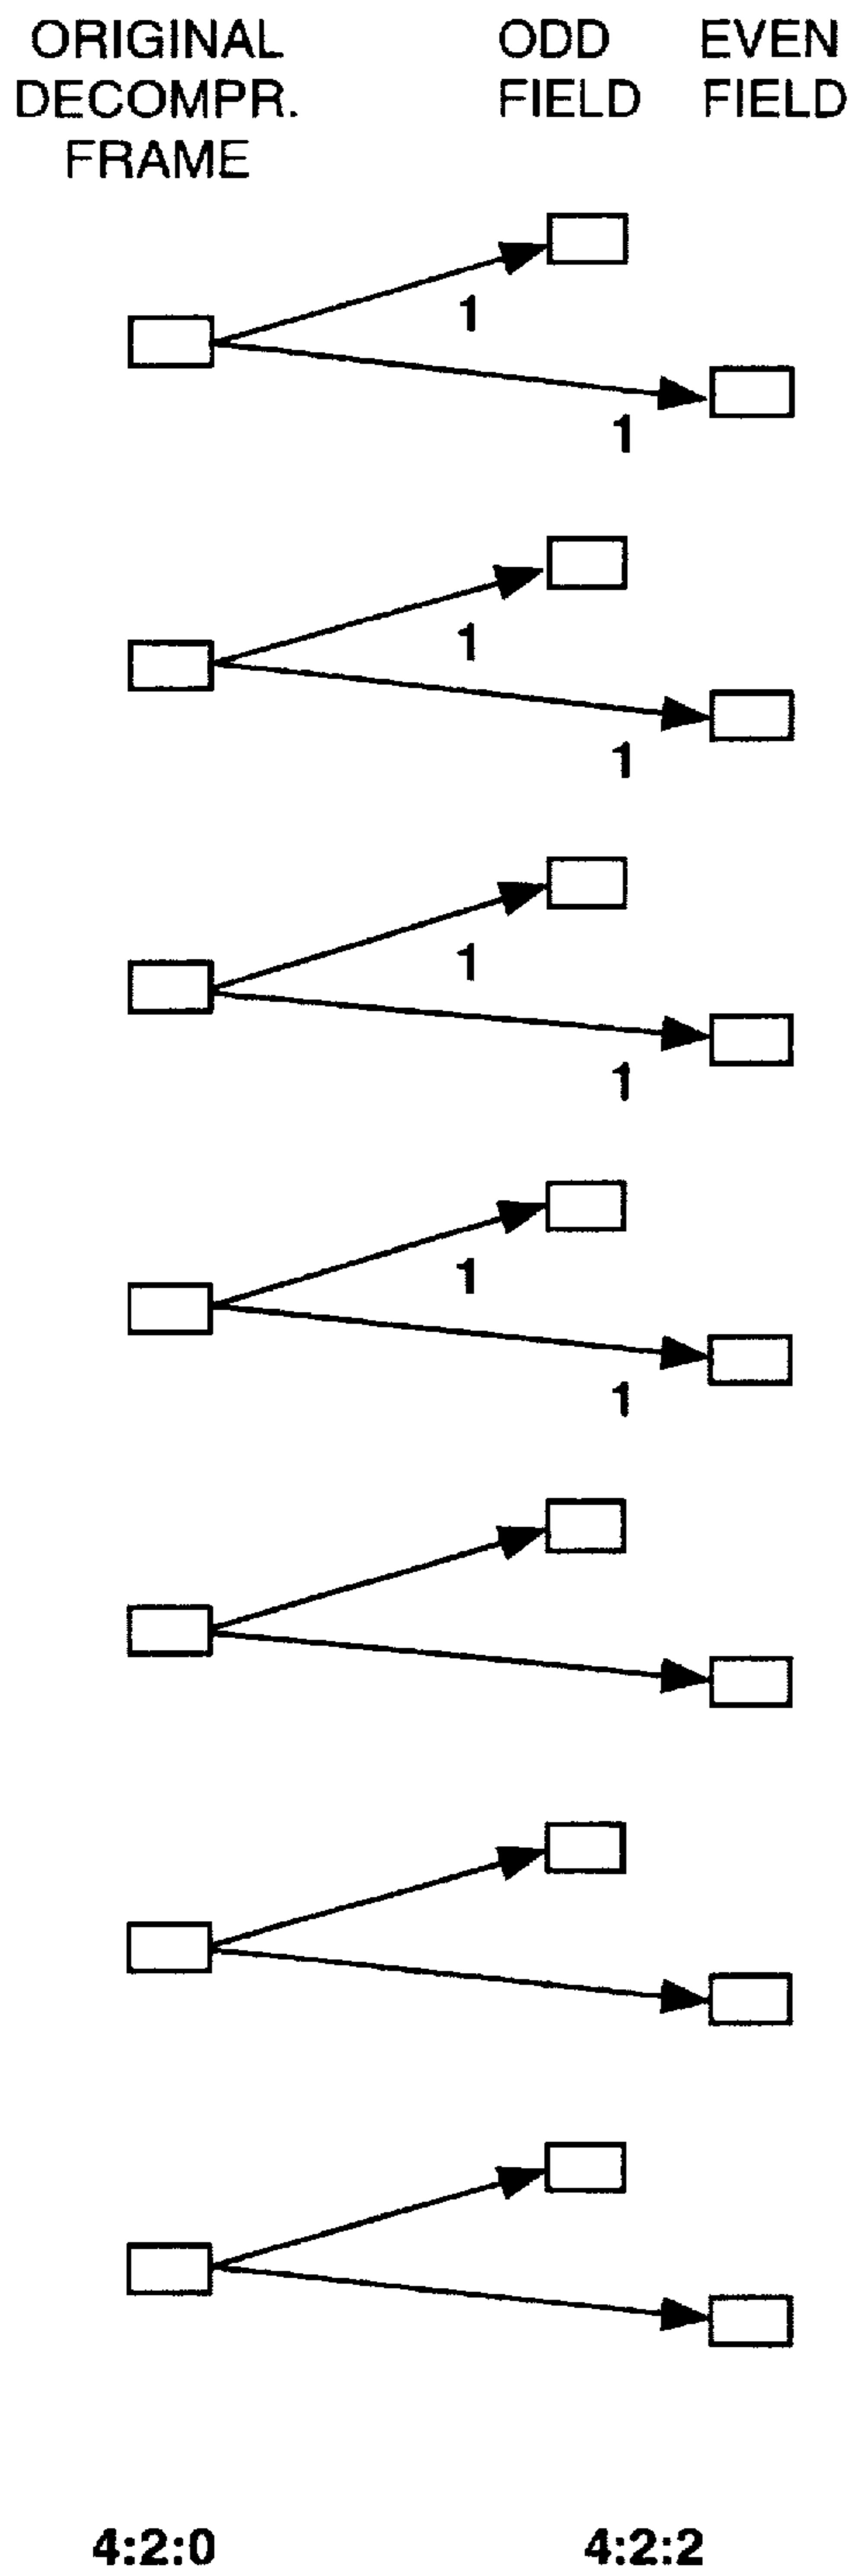 ORIGINAL
DECOMPR.
FRAME
ODD
FIELD
EVEN
FIELD
1
1
1
1
1
1
1
1
4:2:0
4:2:2